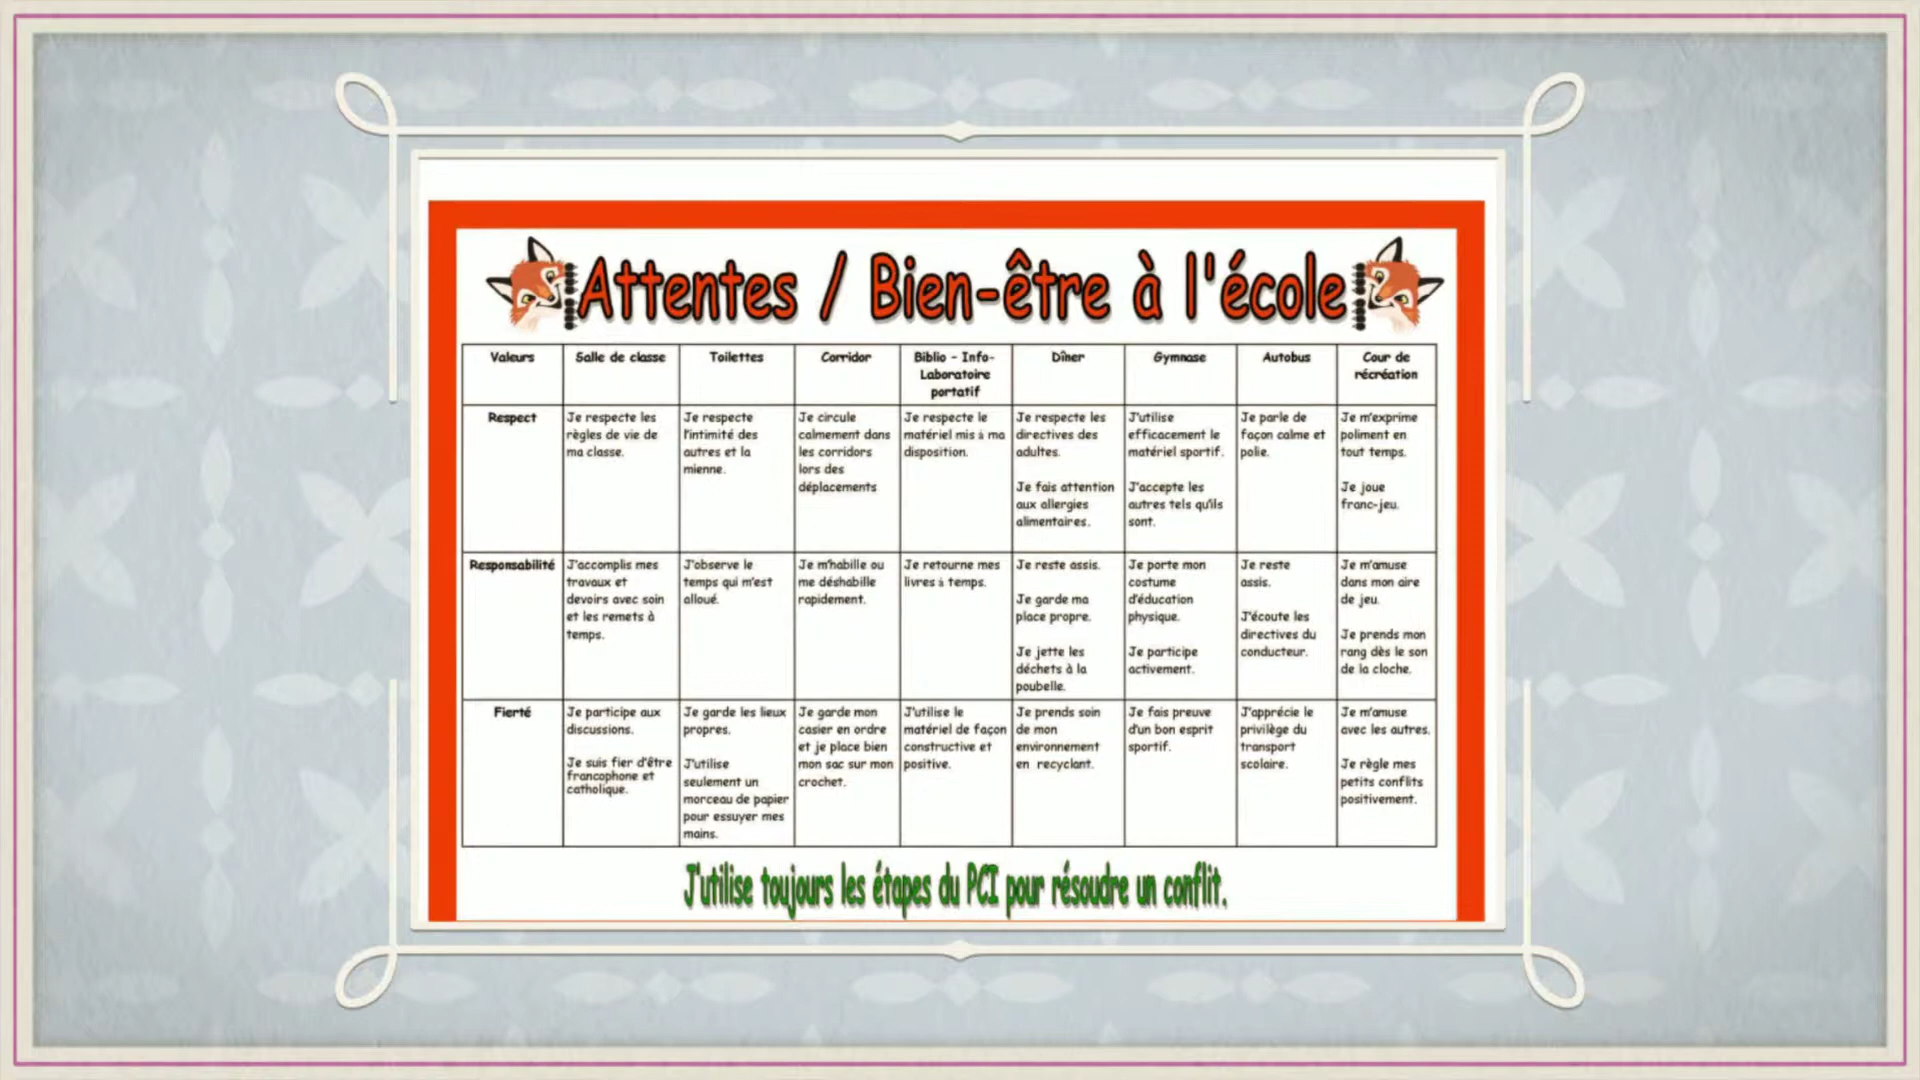 Attentes / Bien-être à l'école
Valeurs
Salle de classe
Toilettes
Corridor
Biblio - Info-
Laboratoire
portatif
Dîner
Gymnase
Autobus
Cour de
récréation
Respect
Je respecte les
règles de vie de
ma classe.
Je respecte
l'intimité des
autres et la
mienne.
Je circule
calmement dans
les corridors
lors des
déplacements
Je respecte le
matériel mis à ma
disposition.
Je respecte les
directives des
adultes.
Je fais attention
aux allergies
alimentaires.
J'utilise
efficacement le
matériel sportif.
J'accepte les
autres tels qu'ils
sont.
Je parle de
façon calme et
polie.
Je m'exprime
poliment en
tout temps.
Je joue
franc-jeu.
Responsabilité
J'accomplis mes
travaux et
devoirs avec soin
et les remets à
temps.
J'observe le
temps qui m'est
alloué.
Je m'habille ou
me déshabille
rapidement.
Je retourne mes
livres à temps.
Je reste assis.
Je garde ma
place propre.
Je jette les
déchets à la
poubelle.
Je porte mon
costume
d'éducation
physique.
Je participe
activement.
Je reste
assis.
J'écoute les
directives du
conducteur.
Je m'amuse
dans mon aire
de jeu.
Je prends mon
rang dès le son
de la cloche.
Fierté
Je participe aux
discussions.
Je suis fier d'être
francophone et
catholique.
Je garde les lieux
propres.
J'utilise
seulement un
morceau de papier
pour essuyer mes
mains.
Je garde mon
casier en ordre
et je place bien
mon sac sur mon
crochet.
J'utilise le
matériel de façon
constructive et
positive.
Je prends soin
de mon
environnement
en recyclant.
Je fais preuve
d'un bon esprit
sportif.
J'apprécie le
privilège du
transport
scolaire.
Je m'amuse
avec les autres.
Je règle mes
petits conflits
positivement.
J'utilise toujours les étapes du PCI pour résoudre un conflit.